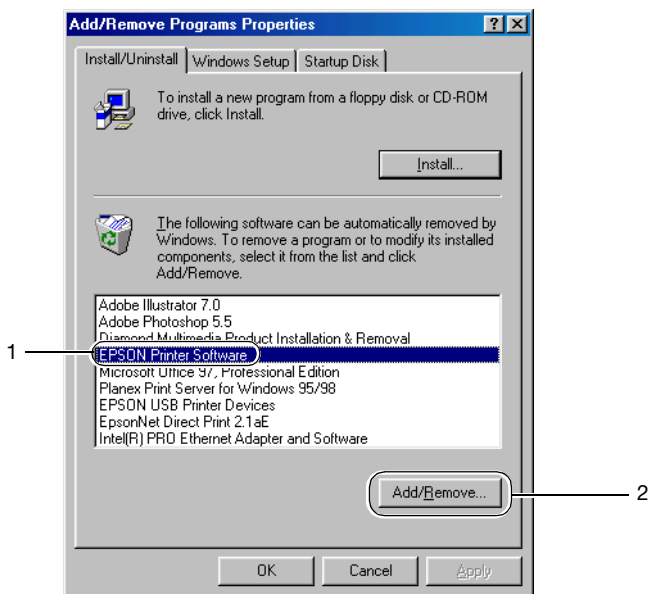 Add/Remove Programs Properties
Install/Uninstall
Windows Setup
Startup Disk
To install a new program from a floppy disk or CD-ROM
drive, click Install.
Install...
The following software can be automatically removed by
Windows. To remove a program or to modify its installed
components, select it from the list and click
Add/Remove.
Adobe Illustrator 7.0
Adobe Photoshop 5.5
Diamond Multimedia Product Installation & Removal
1
EPSON Printer Software
Microsoft Office 97, Professional Edition
Planex Print Server for Windows 95/98
EPSON USB Printer Devices
EpsonNet Direct Print 2.1aE
Intel(R) PRO Ethernet Adapter and Software
Add/Remove...
2
OK
Cancel
Apply